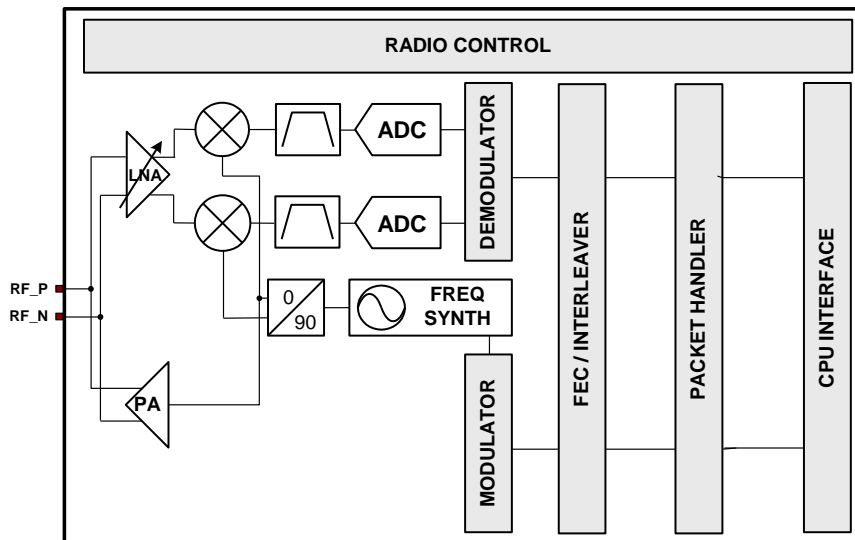 RADIO CONTROL
LNA
ADC
ADC
DEMODULATOR
FEC / INTERLEAVER
PACKET HANDLER
CPU INTERFACE
RF_P
RF_N
0
90
FREQ
SYNTH
PA
MODULATOR